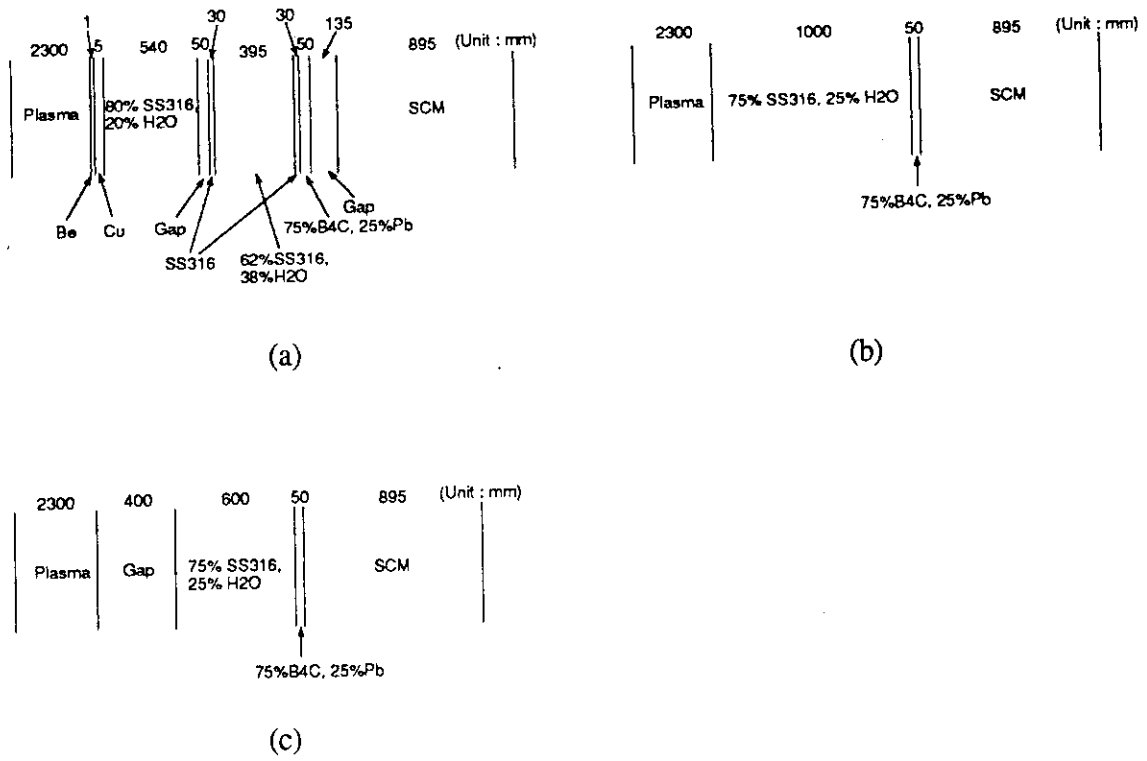 1 30 30 135
2300 5 540 50 395 50 895 (Unit : mm)
Plasma 80% SS316, SCM
20% H2O
Gap
Be Cu Gap 75%B4C, 25%Pb
SS316 62%SS316,
38%H2O
(a)
2300 1000 50 895 (Unit : mm)
Plasma 75% SS316, 25% H2O SCM
75%B4C, 25%Pb
(b)
2300 400 600 50 895 (Unit : mm)
Plasma Gap 75% SS316, SCM
25% H2O
75%B4C, 25%Pb
(c)